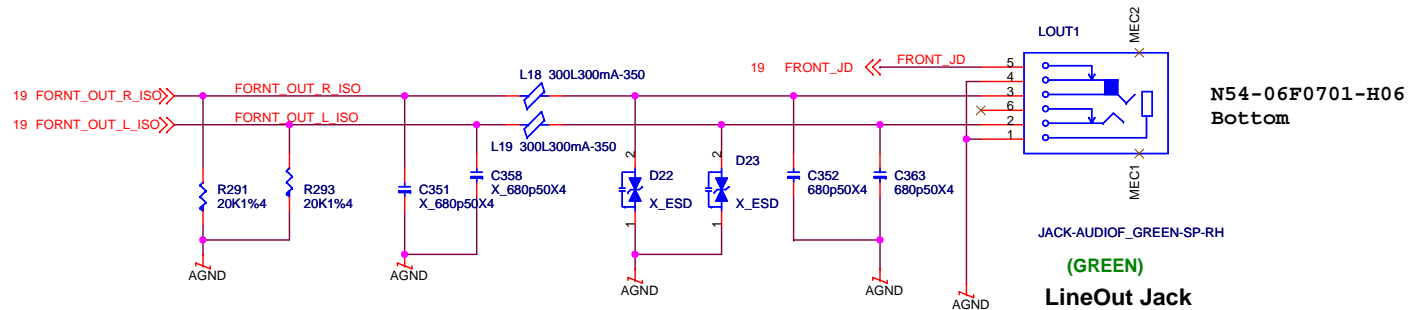 LOUT1
MEC2
19 FRONT_JD
FRONT_JD
5
4
3
6
2
1
19 FORNT_OUT_R_ISO
FORNT_OUT_R_ISO
L18 300L300mA-350
19 FORNT_OUT_L_ISO
FORNT_OUT_L_ISO
L19 300L300mA-350
N54-06F0701-H06
Bottom
R291
20K1%4
R293
20K1%4
C351
X_680p50X4
C358
X_680p50X4
2
D22
X_ESD
1
2
D23
X_ESD
1
C352
680p50X4
C363
680p50X4
MEC1
AGND
AGND
AGND
AGND
AGND
JACK-AUDIOF_GREEN-SP-RH
(GREEN)
LineOut Jack